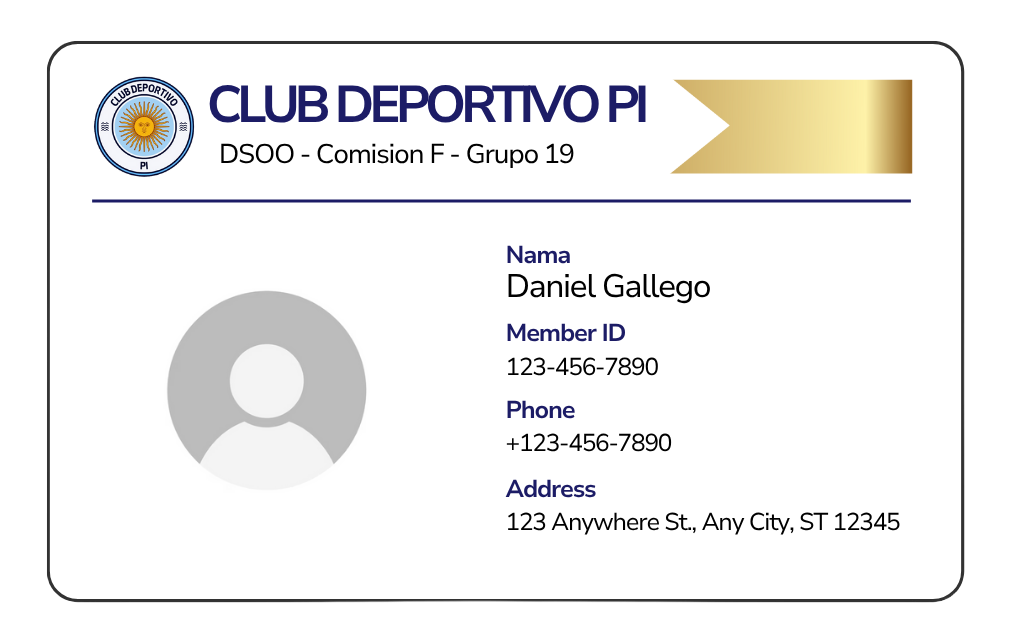 CLUB DEPORTIVO
PI
CLUB DEPORTIVO PI
DSOO - Comision F - Grupo 19
Nama
Daniel Gallego
Member ID
123-456-7890
Phone
+123-456-7890
Address
123 Anywhere St., Any City, ST 12345